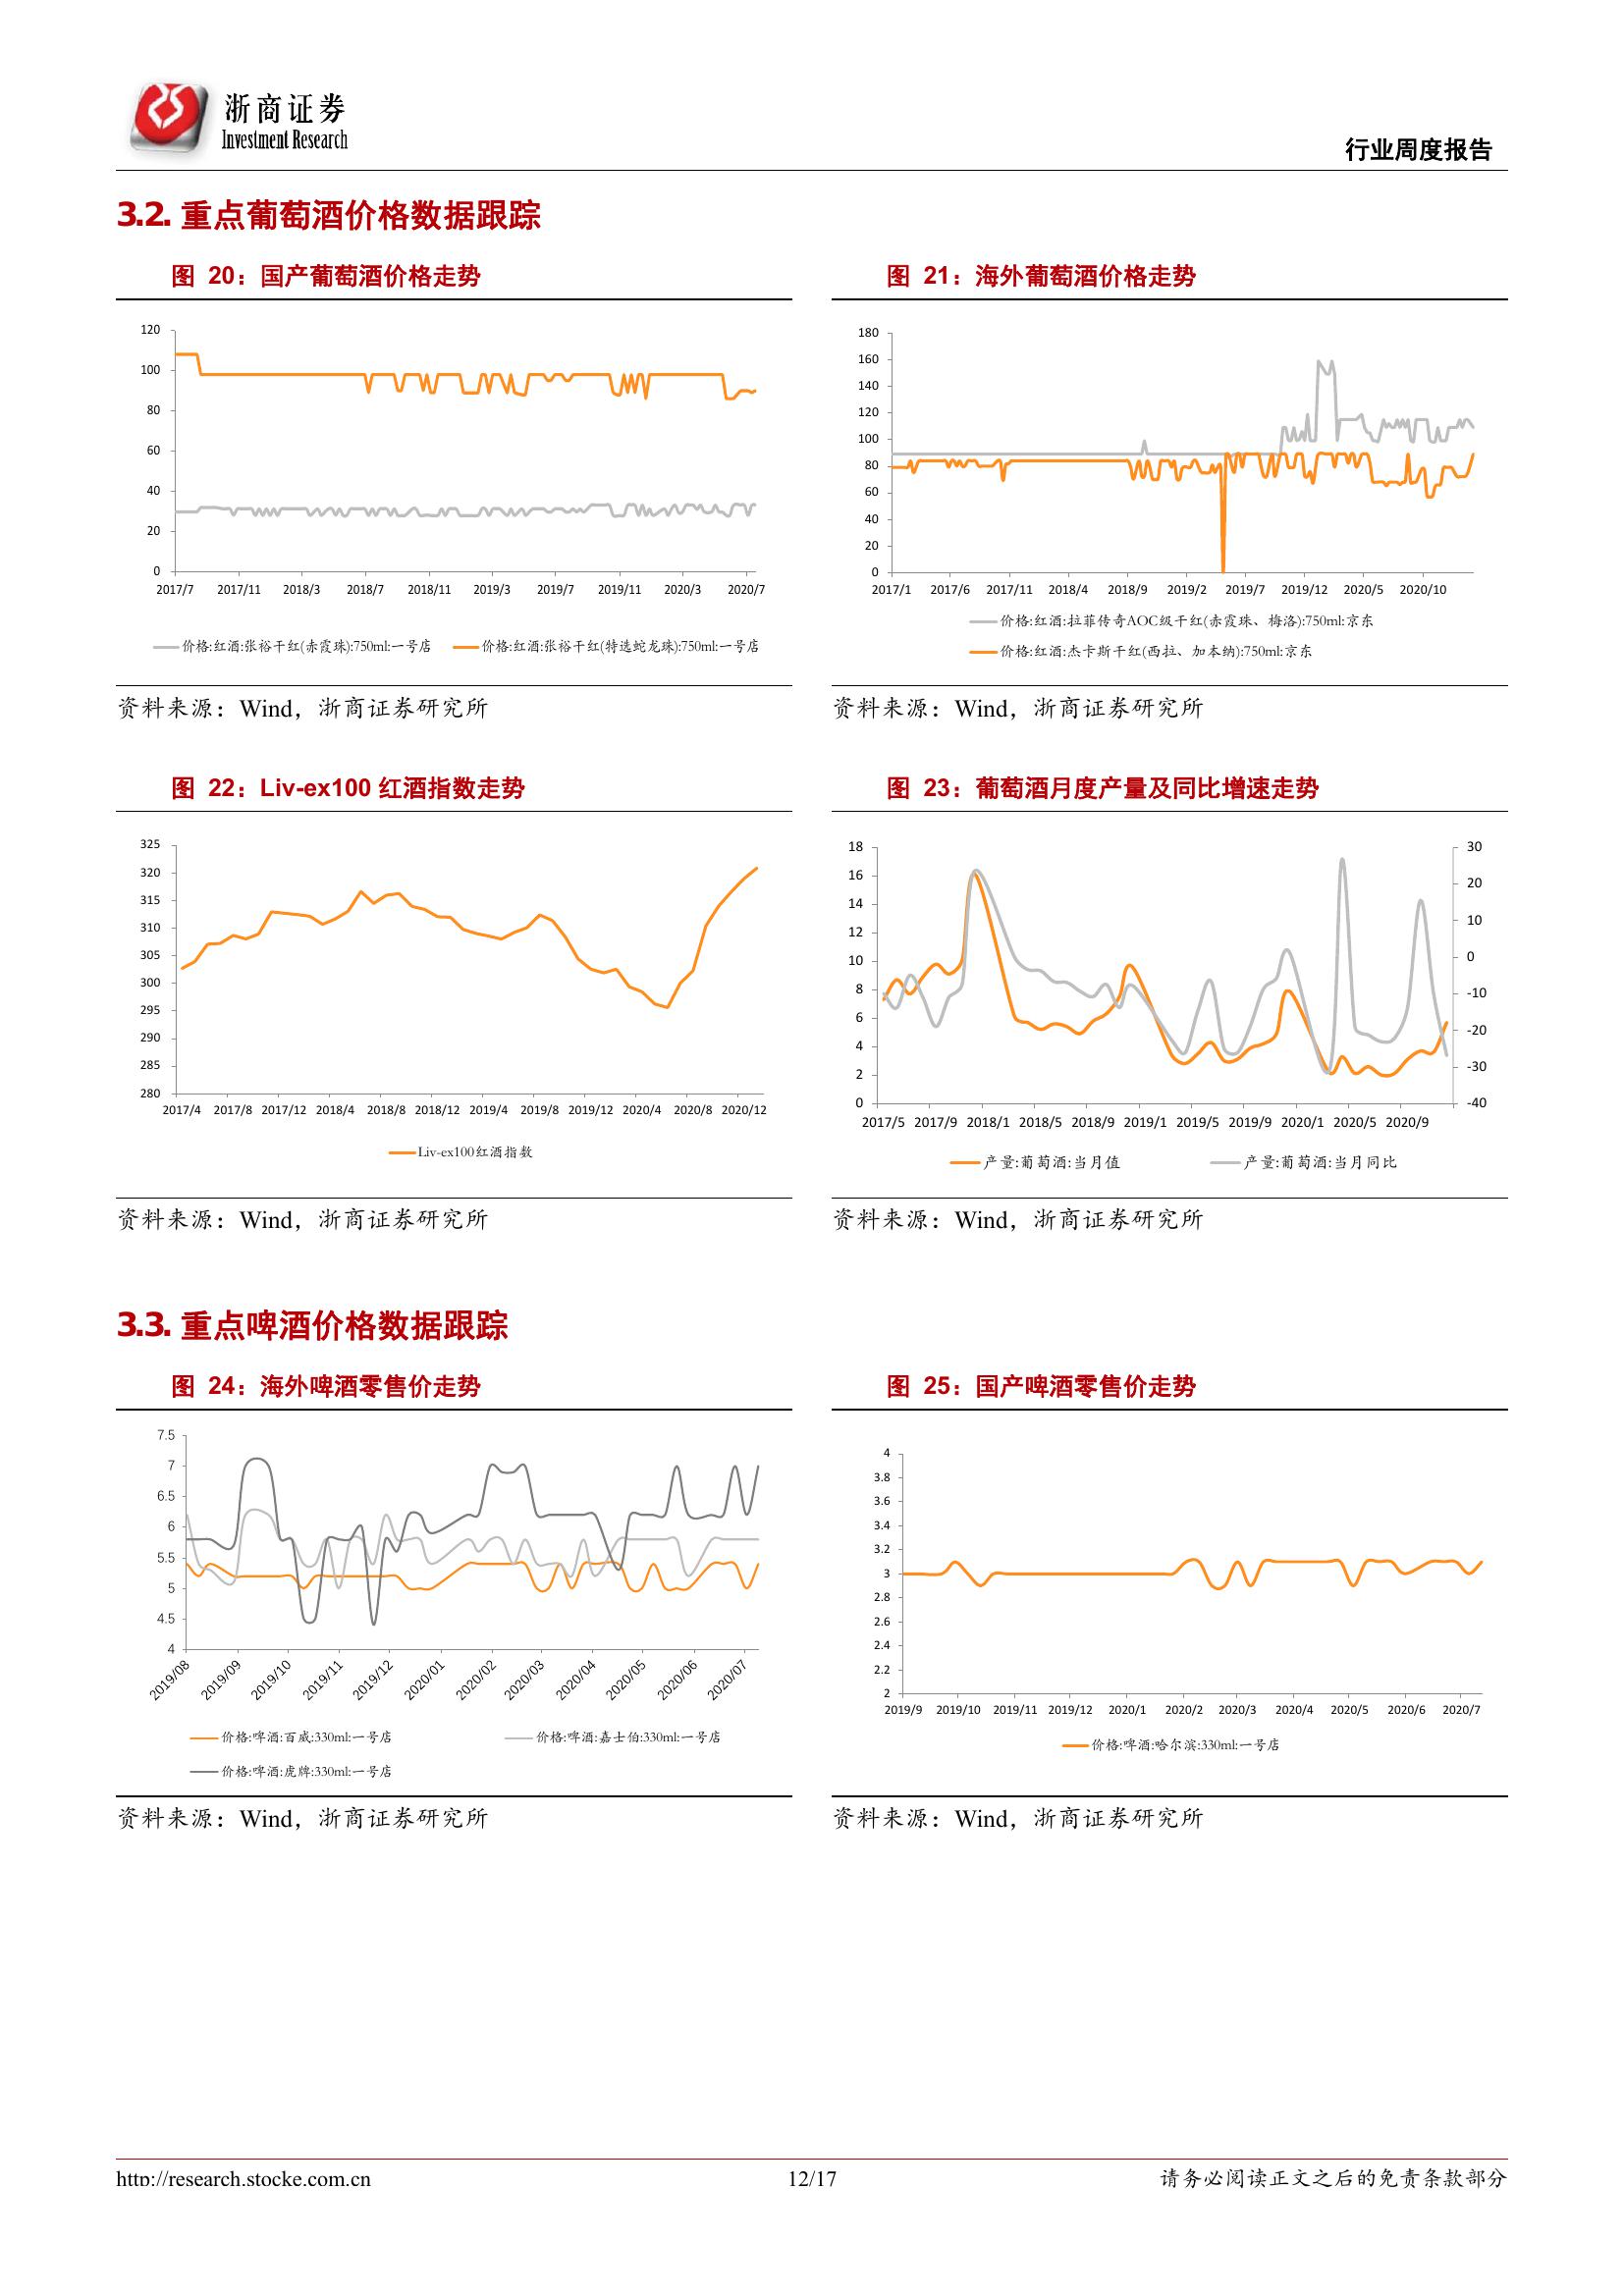 浙商证券
Investment Research
行业周度报告
3.2. 重点葡萄酒价格数据跟踪
图 20：国产葡萄酒价格走势
120
100
80
60
40
20
0
2017/7 2017/11 2018/3 2018/7 2018/11 2019/3 2019/7 2019/11 2020/3 2020/7
价格:红酒:张裕干红(赤霞珠):750ml:一号店 价格:红酒:张裕干红(特选蛇龙珠):750ml:一号店
资料来源：Wind，浙商证券研究所
图 21：海外葡萄酒价格走势
180
160
140
120
100
80
60
40
20
0
2017/1 2017/6 2017/11 2018/4 2018/9 2019/2 2019/7 2019/12 2020/5 2020/10
价格:红酒:拉菲传奇AOC级干红(赤霞珠、梅洛):750ml:京东
价格:红酒:杰卡斯干红(西拉、加本纳):750ml:京东
资料来源：Wind，浙商证券研究所
图 22：Liv-ex100 红酒指数走势
325
320
315
310
305
300
295
290
285
280
2017/4 2017/8 2017/12 2018/4 2018/8 2018/12 2019/4 2019/8 2019/12 2020/4 2020/8 2020/12
Liv-ex100红酒指数
资料来源：Wind，浙商证券研究所
图 23：葡萄酒月度产量及同比增速走势
18
16
14
12
10
8
6
4
2
0
30
20
10
0
-10
-20
-30
-40
2017/5 2017/9 2018/1 2018/5 2018/9 2019/1 2019/5 2019/9 2020/1 2020/5 2020/9
产量:葡萄酒:当月值 产量:葡萄酒:当月同比
资料来源：Wind，浙商证券研究所
3.3. 重点啤酒价格数据跟踪
图 24：海外啤酒零售价走势
7.5
7
6.5
6
5.5
5
4.5
4
2019/08 2019/09 2019/10 2019/11 2019/12 2020/01 2020/02 2020/03 2020/04 2020/05 2020/06 2020/07
价格:啤酒:百威:330ml:一号店 价格:啤酒:嘉士伯:330ml:一号店
价格:啤酒:虎牌:330ml:一号店
资料来源：Wind，浙商证券研究所
图 25：国产啤酒零售价走势
4
3.8
3.6
3.4
3.2
3
2.8
2.6
2.4
2.2
2
2019/9 2019/10 2019/11 2019/12 2020/1 2020/2 2020/3 2020/4 2020/5 2020/6 2020/7
价格:啤酒:哈尔滨:330ml:一号店
资料来源：Wind，浙商证券研究所
http://research.stocke.com.cn 12/17 请务必阅读正文之后的免责条款部分